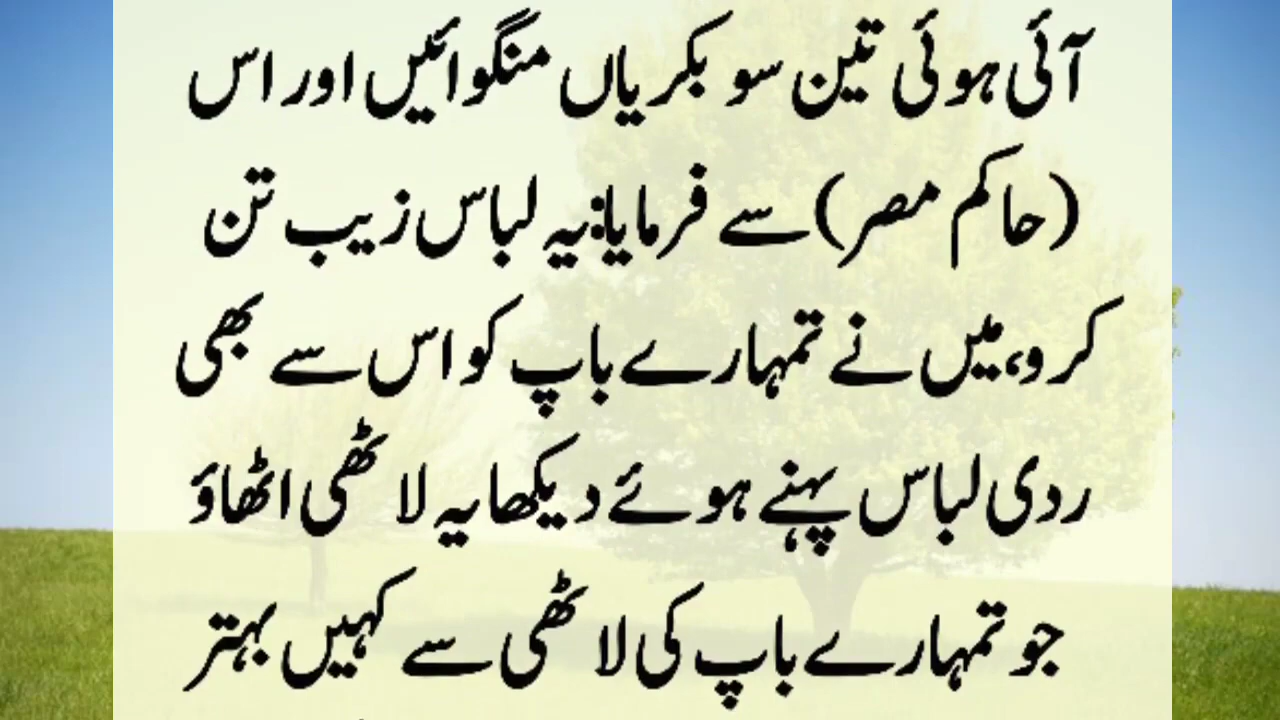 آئی ہوئی تین سو بکریاں منگوائیں اور اس
(حاکم مصر) سے فرمایا:یہ لباس زیب تن
کرو،میں نے تمہارے باپ کو اس سے بھی
ردی لباس پہنے ہوئے دیکھا یہ لاٹھی اٹھاؤ
جو تمہارے باپ کی لاٹھی سے کہیں بہتر